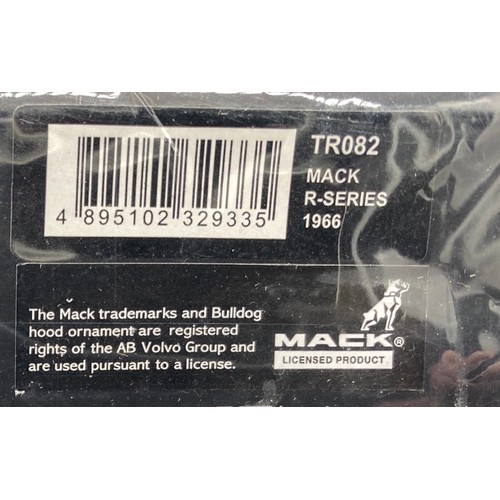 TR082
MACK
R-SERIES
1966
4 895102 329335
The Mack trademarks and Bulldog
hood ornament are registered
rights of the AB Volvo Group and
are used pursuant to a license.
MACK®
LICENSED PRODUCT